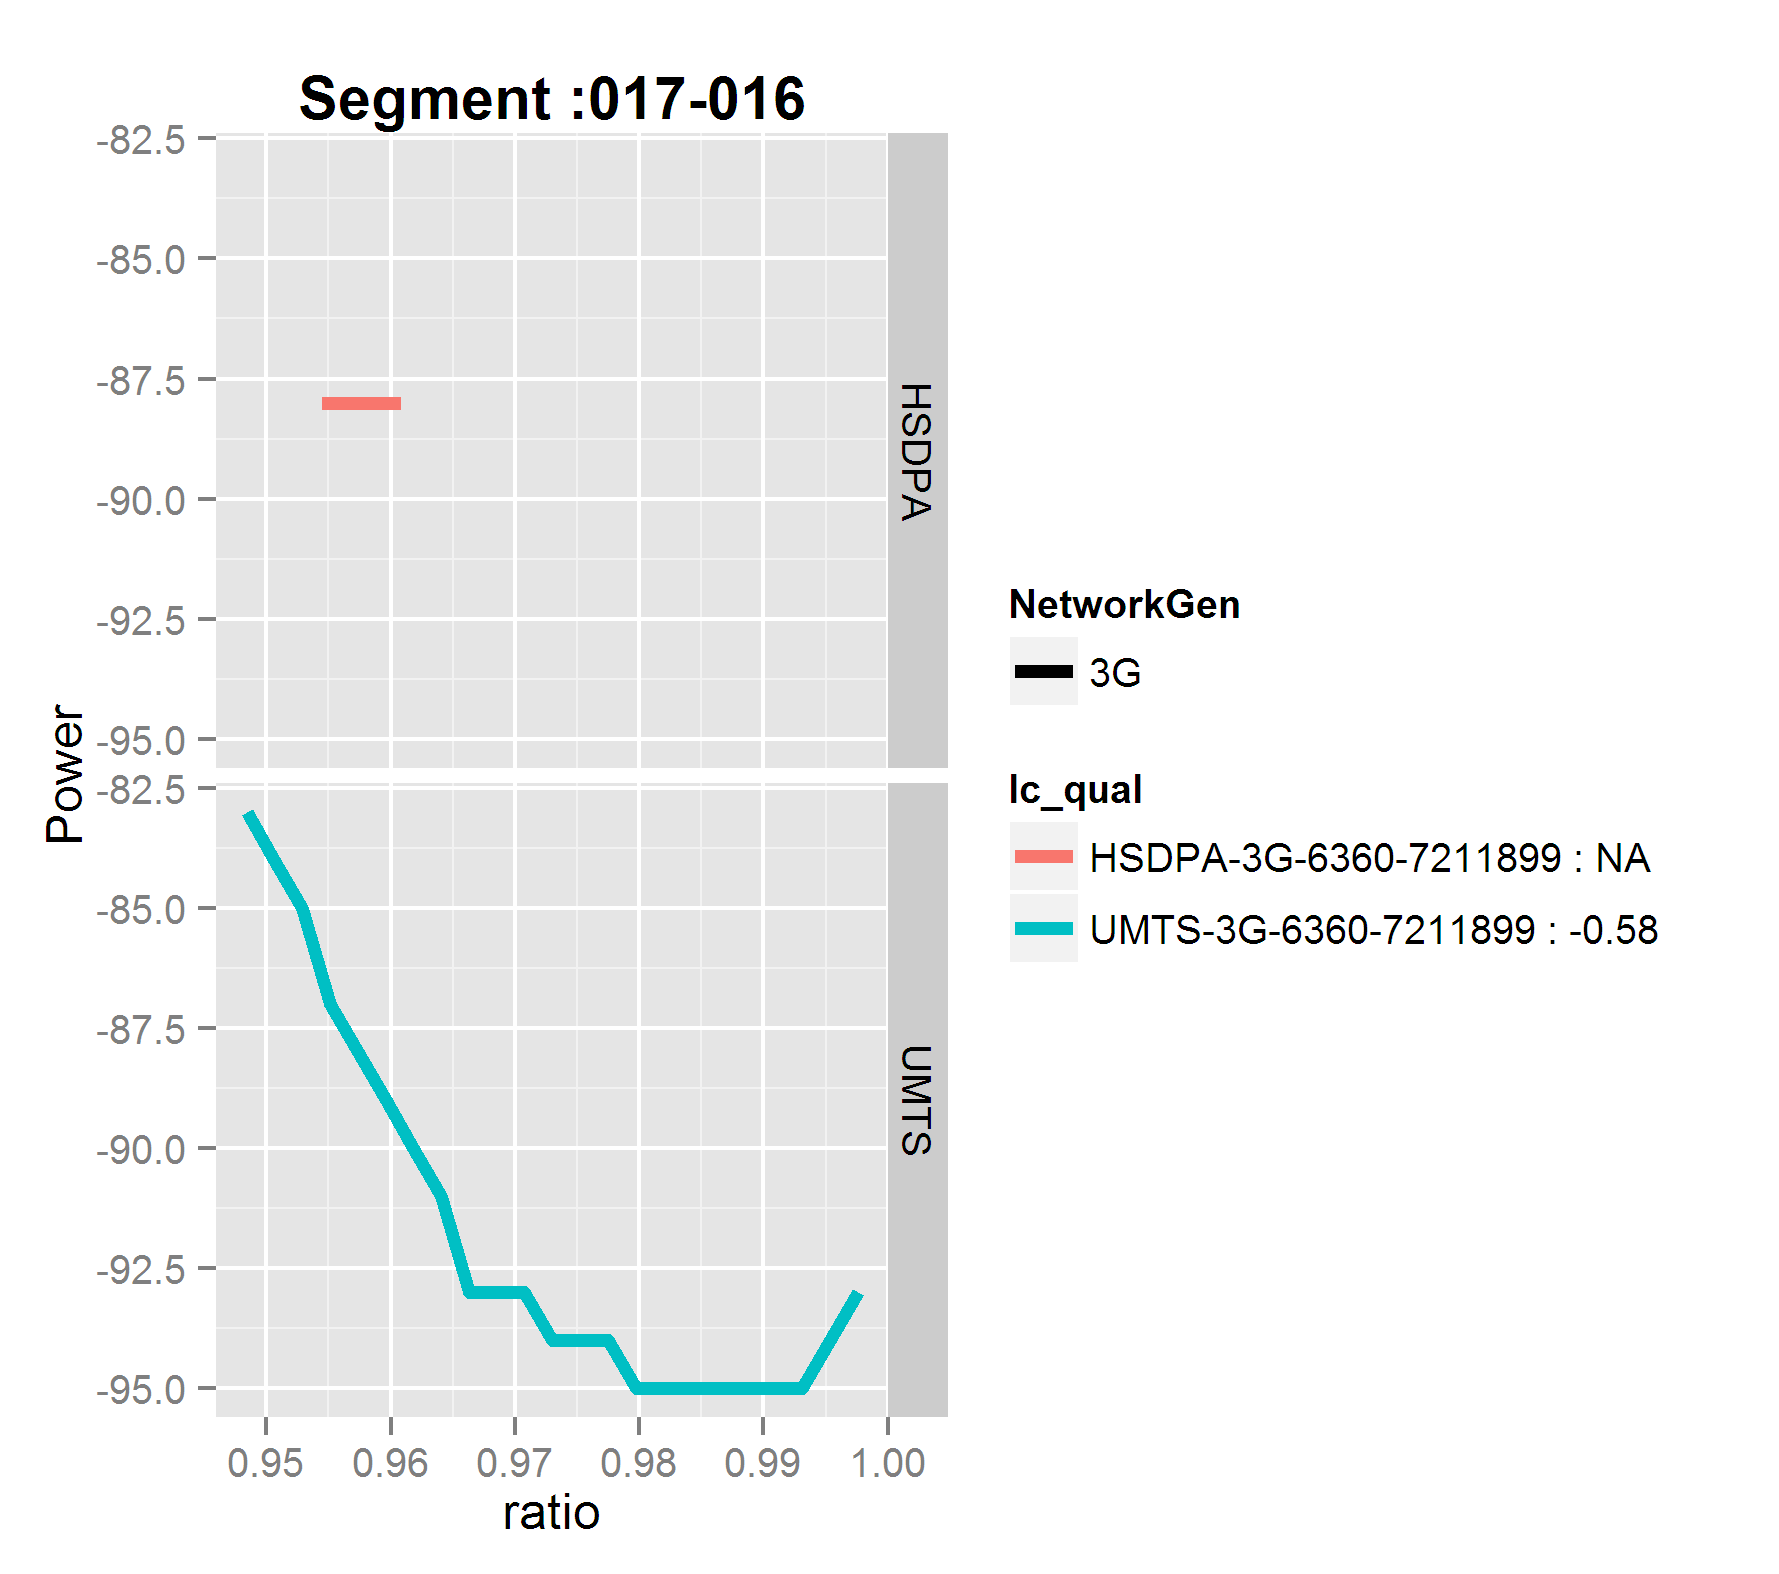 Segment :017-016
-82.5
-85.0
-87.5
-90.0
-92.5
-95.0
HSDPA
-82.5
-85.0
-87.5
-90.0
-92.5
-95.0
UMTS
Power
0.95 0.96 0.97 0.98 0.99 1.00
ratio
NetworkGen
3G
lc_qual
HSDPA-3G-6360-7211899 : NA
UMTS-3G-6360-7211899 : -0.58